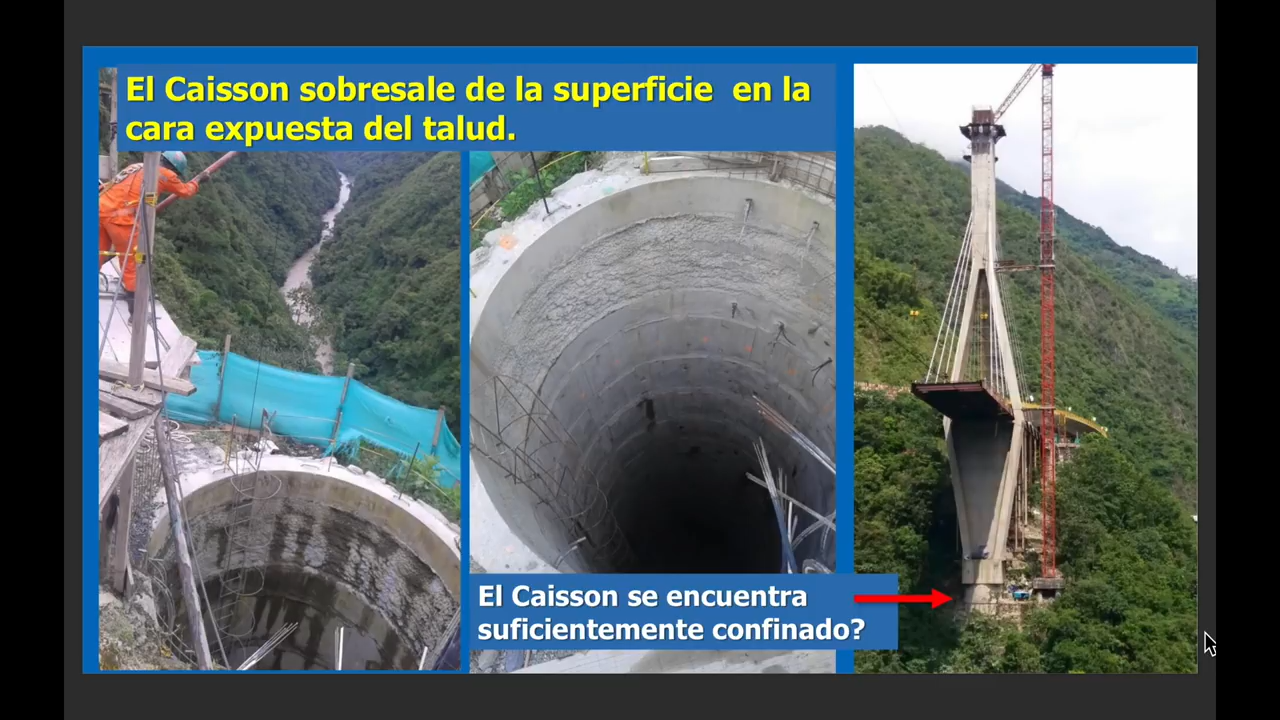 El Caisson sobresale de la superficie en la
cara expuesta del talud.
El Caisson se encuentra
suficientemente confinado?